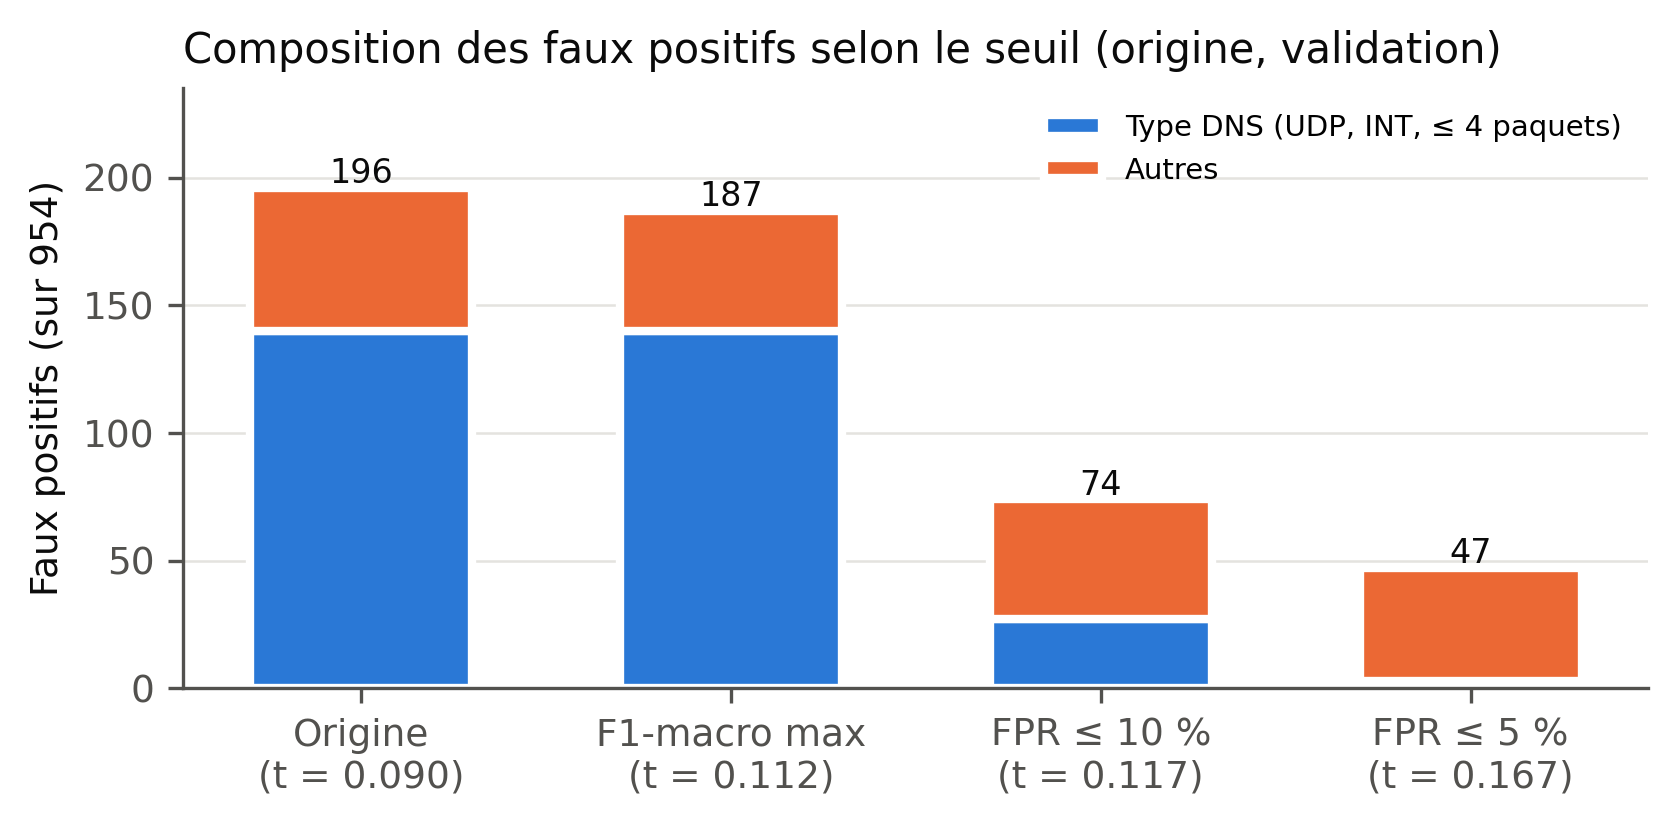 Composition des faux positifs selon le seuil (origine, validation)
Type DNS (UDP, INT, ≤ 4 paquets)
Autres
Faux positifs (sur 954)
200
150
100
50
0
196
187
74
47
Origine
(t = 0.090)
F1-macro max
(t = 0.112)
FPR ≤ 10 %
(t = 0.117)
FPR ≤ 5 %
(t = 0.167)